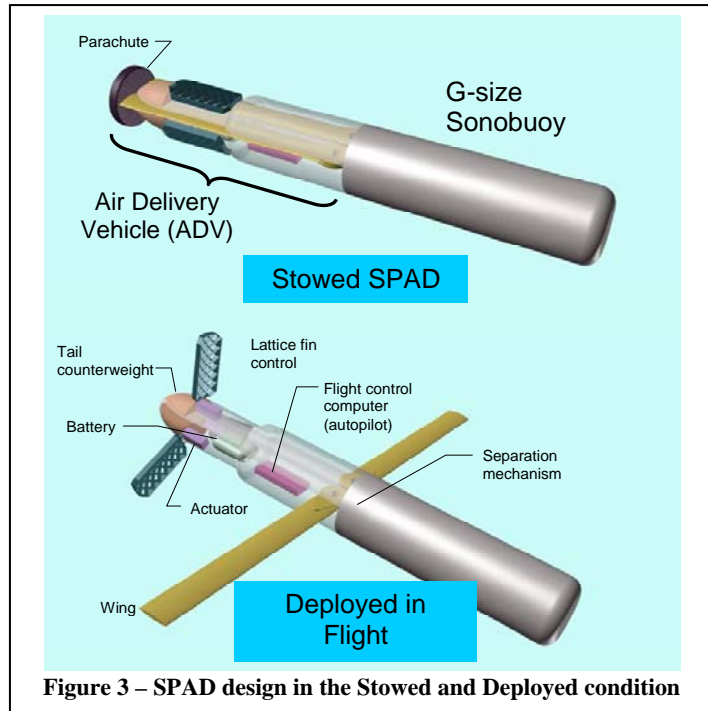 Parachute
G-size
Sonobuoy
Air Delivery
Vehicle (ADV)
Stowed SPAD
Lattice fin
control
Tail
counterweight
Flight control
computer
(autopilot)
Battery
Separation
mechanism
Actuator
Wing
Deployed in
Flight
Figure 3 – SPAD design in the Stowed and Deployed condition